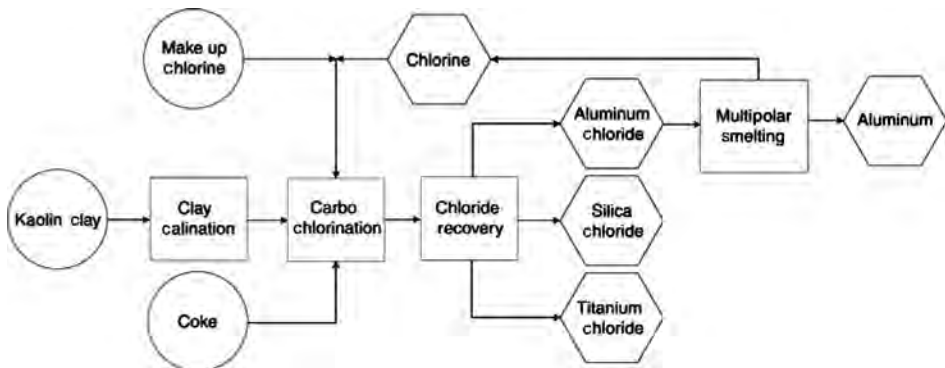 Make up
chlorine
Chlorine
Aluminum
chloride
Multipolar
smelting
Aluminum
Kaolin clay
Clay
calination
Carbo
chlorination
Chloride
recovery
Silica
chloride
Coke
Titanium
chloride